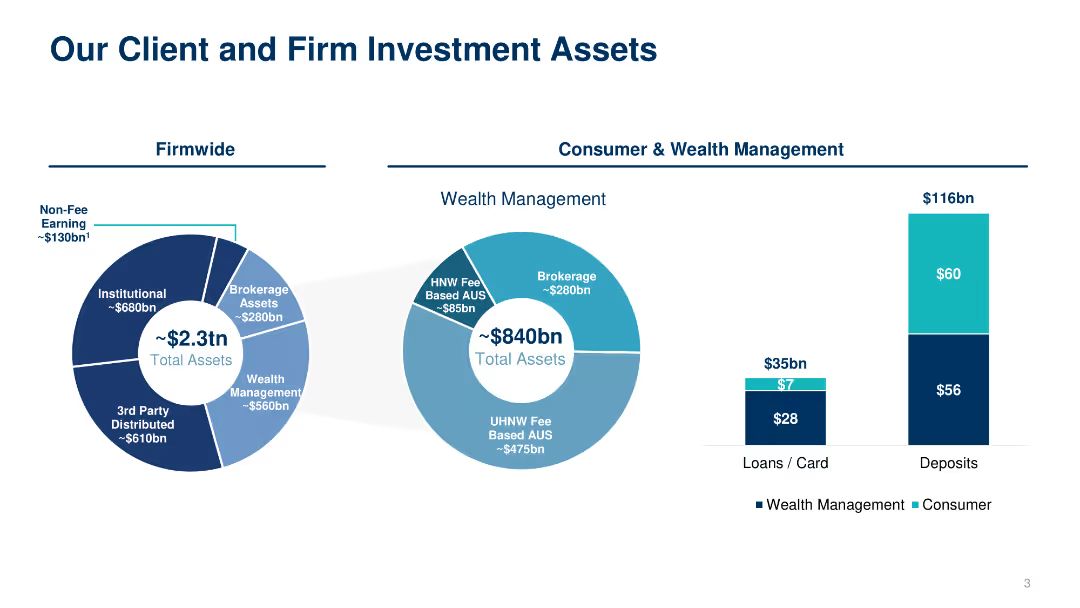 Our Client and Firm Investment Assets
Firmwide
Non-Fee
Earning
~$130bn¹
Institutional
~$680bn
Brokerage
Assets
~$280bn
~$2.3tn
Total Assets
Wealth
Management
~$560bn
3rd Party
Distributed
~$610bn
Consumer & Wealth Management
Wealth Management
HNW Fee
Based AUS
~$85bn
Brokerage
~$280bn
~$840bn
Total Assets
UHNW Fee
Based AUS
~$475bn
$35bn
$7
$28
$116bn
$60
$56
Loans / Card
Deposits
Wealth Management
Consumer
3